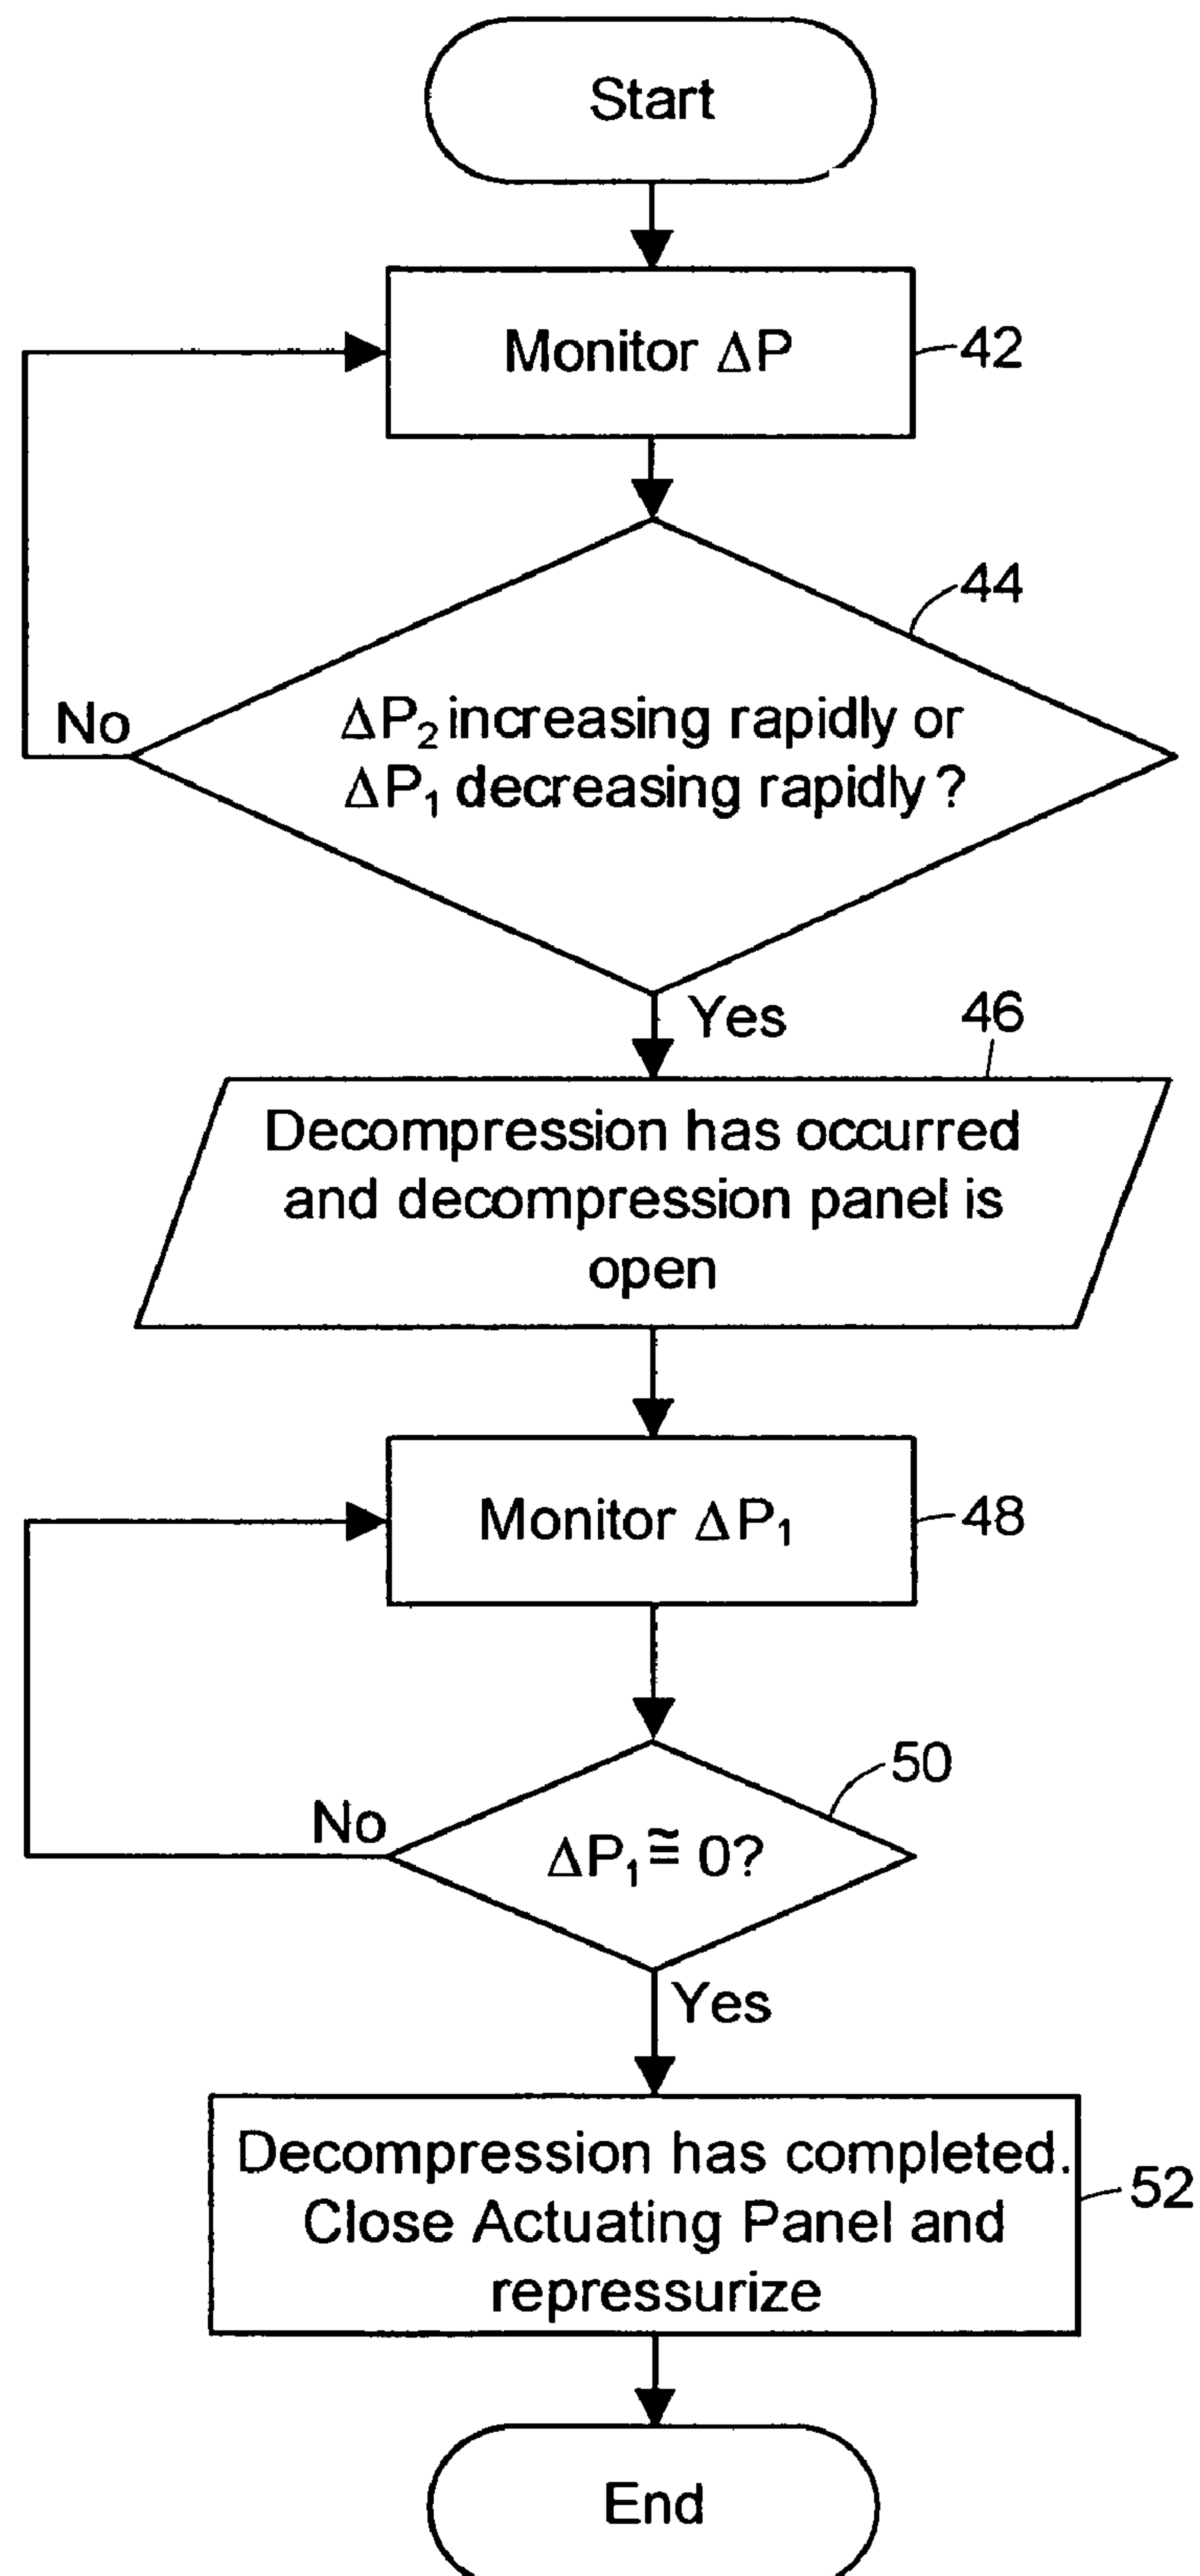 Start
Monitor ΔP
42
44
ΔP₂ increasing rapidly or
ΔP₁ decreasing rapidly ?
No
Yes
46
Decompression has occurred
and decompression panel is
open
Monitor ΔP₁
48
50
No
ΔP₁ ≅ 0?
Yes
Decompression has completed.
Close Actuating Panel and
repressurize
52
End